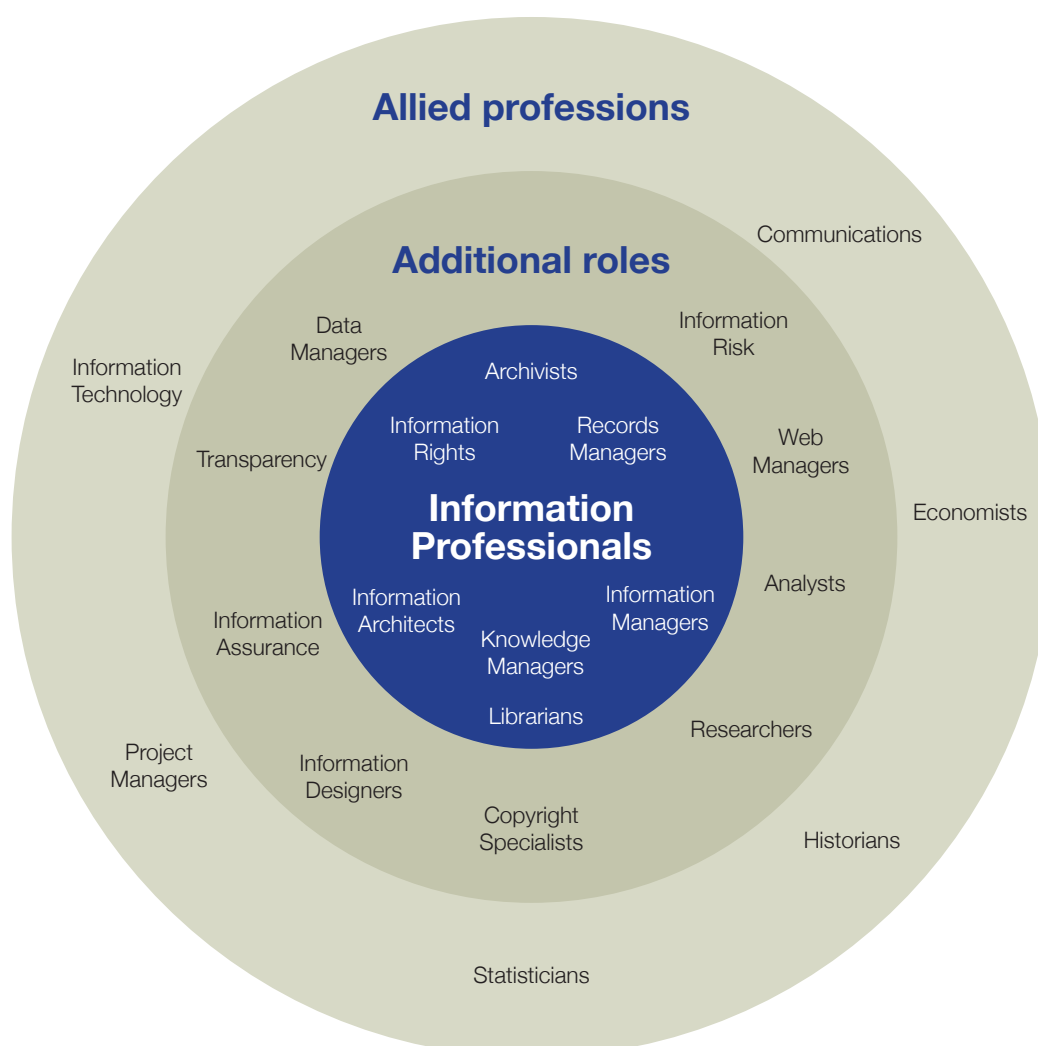 Allied professions
Communications
Information
Technology
Economists
Project
Managers
Historians
Statisticians
Additional roles
Data
Managers
Information
Risk
Transparency
Web
Managers
Analysts
Information
Assurance
Researchers
Information
Designers
Copyright
Specialists
Archivists
Information
Rights
Records
Managers
Information
Professionals
Information
Architects
Information
Managers
Knowledge
Managers
Librarians